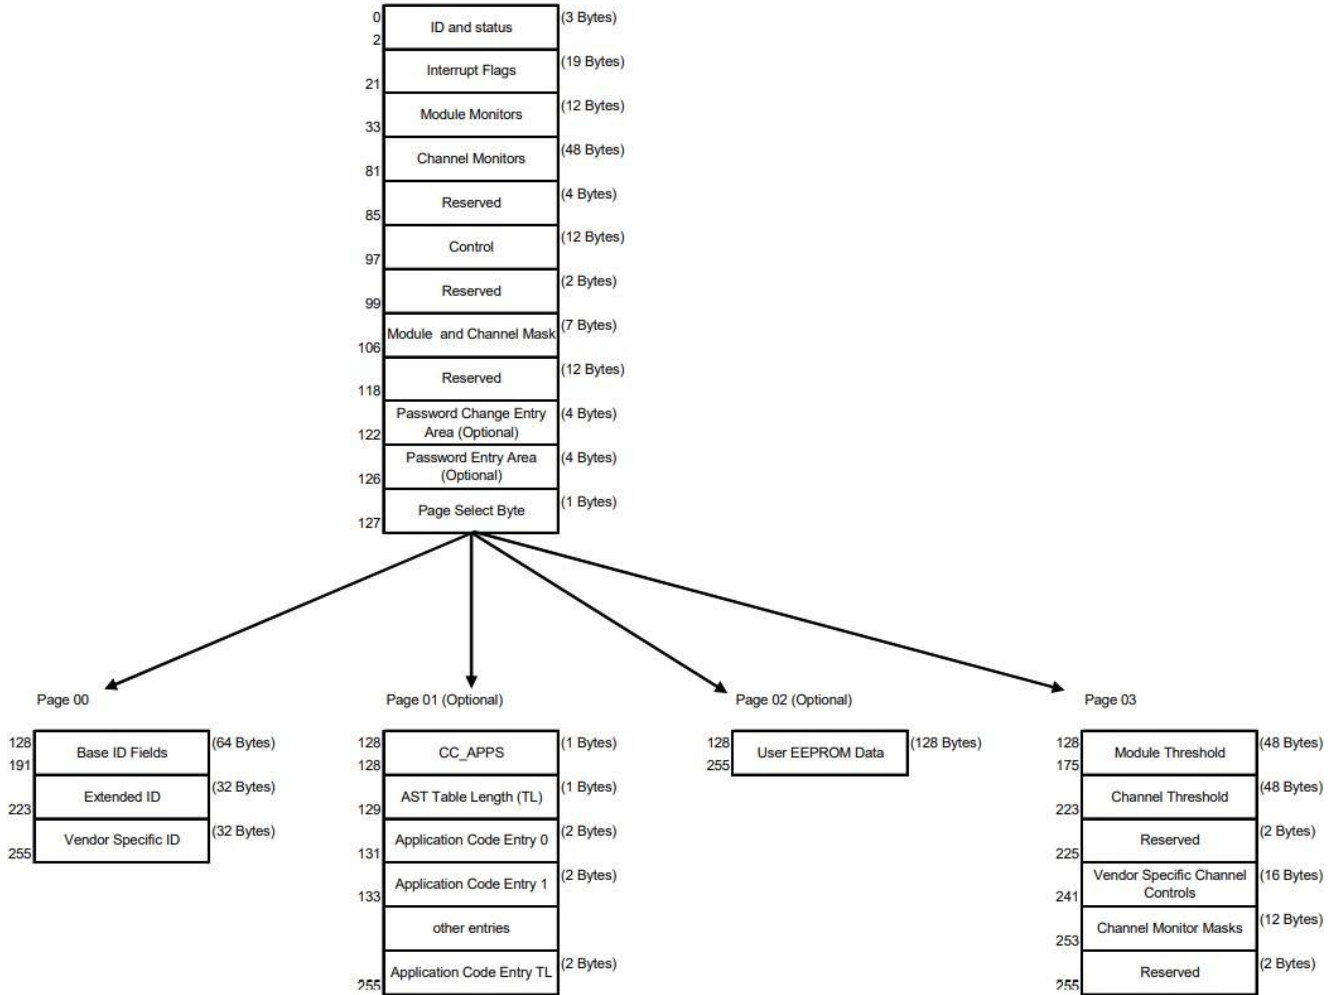 0
ID and status
(3 Bytes)
2
Interrupt Flags
(19 Bytes)
21
Module Monitors
(12 Bytes)
33
Channel Monitors
(48 Bytes)
81
Reserved
(4 Bytes)
85
Control
(12 Bytes)
97
Reserved
(2 Bytes)
99
Module and Channel Mask
(7 Bytes)
106
Reserved
(12 Bytes)
118
Password Change Entry
Area (Optional)
(4 Bytes)
122
Password Entry Area
(Optional)
(4 Bytes)
126
Page Select Byte
(1 Bytes)
127
Page 00
128
Base ID Fields
(64 Bytes)
191
Extended ID
(32 Bytes)
223
Vendor Specific ID
(32 Bytes)
255
Page 01 (Optional)
128
CC_APPS
(1 Bytes)
128
AST Table Length (TL)
(1 Bytes)
129
Application Code Entry 0
(2 Bytes)
131
Application Code Entry 1
(2 Bytes)
133
other entries
Application Code Entry TL
(2 Bytes)
255
Page 02 (Optional)
128
User EEPROM Data
(128 Bytes)
255
Page 03
128
Module Threshold
(48 Bytes)
175
Channel Threshold
(48 Bytes)
223
Reserved
(2 Bytes)
225
Vendor Specific Channel
Controls
(16 Bytes)
241
Channel Monitor Masks
(12 Bytes)
253
Reserved
(2 Bytes)
255